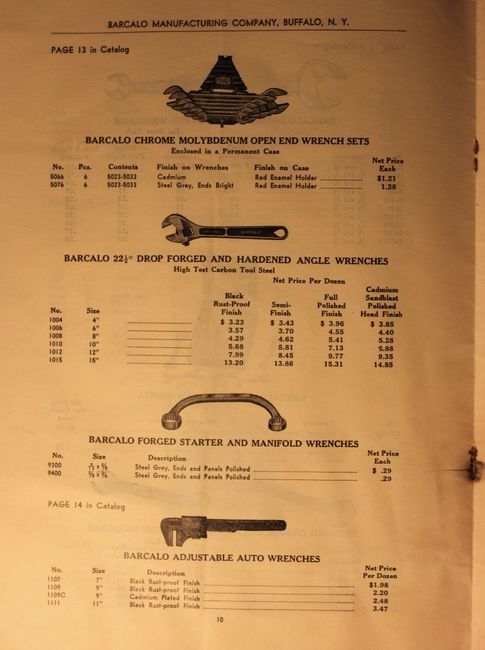 BARCALO MANUFACTURING COMPANY, BUFFALO, N. Y.
PAGE 13 in Catalog
BARCALO CHROME MOLYBDENUM OPEN END WRENCH SETS
Enclosed in a Permanent Case
Net Price
No. Pcs. Contents Finish on Wrenches Finish on Case Each
5066 6 5023-5033 Cadmium Red Enamel Holder $1.21
5076 6 5023-5033 Steel Grey, Ends Bright Red Enamel Holder 1.38
BARCALO 22½° DROP FORGED AND HARDENED ANGLE WRENCHES
High Test Carbon Tool Steel
Net Price Per Dozen
Cadmium
Black Full Sandblast
Rust-Proof Semi- Polished Polished
No. Size Finish Finish Finish Head Finish
1004 4" $ 3.23 $ 3.43 $ 3.96 $ 3.85
1006 6" 3.57 3.70 4.55 4.40
1008 8" 4.29 4.62 5.41 5.28
1010 10" 5.68 5.81 7.13 5.88
1012 12" 7.99 8.45 9.77 9.35
1015 15" 13.20 13.86 15.31 14.85
BARCALO FORGED STARTER AND MANIFOLD WRENCHES
Net Price
No. Size Description Each
9300 Steel Grey, Ends and Panels Polished $ .29
9400 Steel Grey, Ends and Panels Polished .29
PAGE 14 in Catalog
BARCALO ADJUSTABLE AUTO WRENCHES
Net Price
No. Size Description Per Dozen
1107 7" Black Rust-proof Finish $1.98
1109 9" Black Rust-proof Finish 2.20
1109C 9" Cadmium Plated Finish 2.48
1111 11" Black Rust-proof Finish 3.47
10